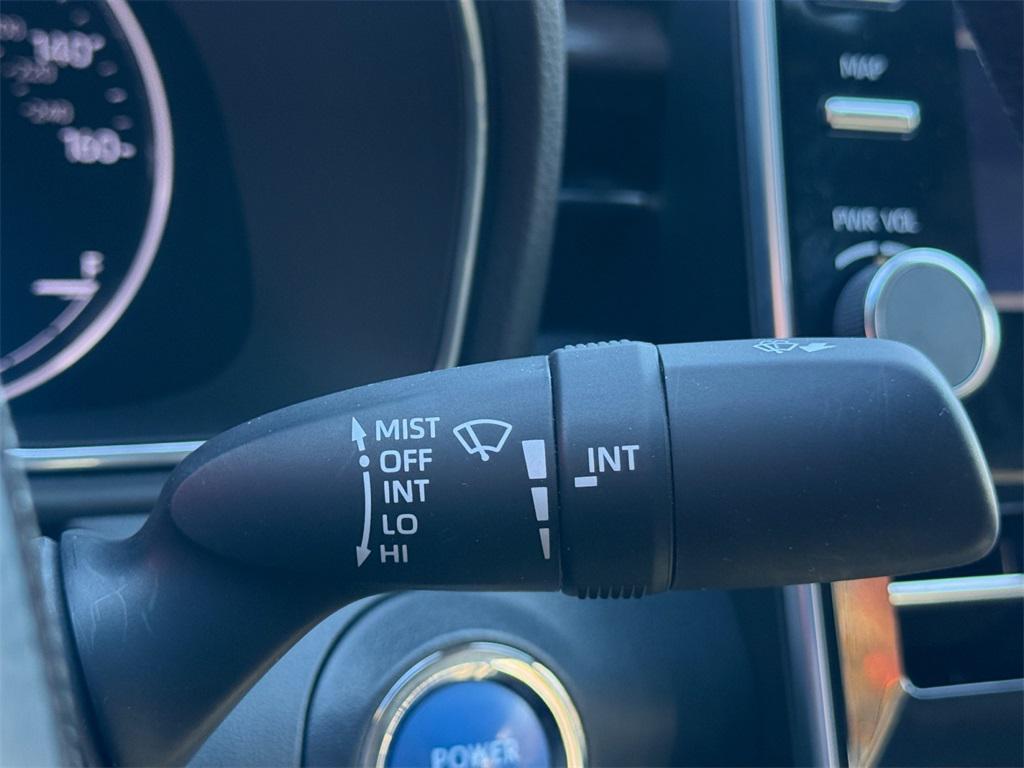 140
160
F
MAP
PWR VOL
MIST
OFF
INT
LO
HI
INT
POWER